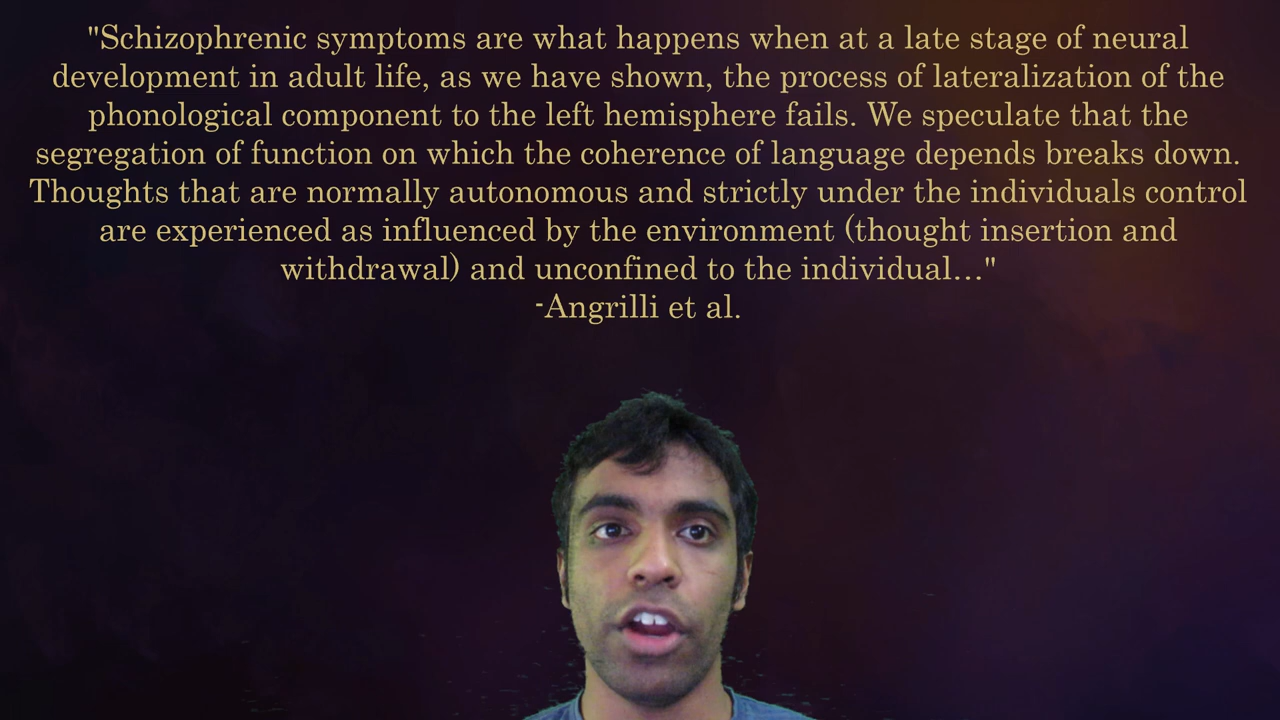 "Schizophrenic symptoms are what happens when at a late stage of neural
development in adult life, as we have shown, the process of lateralization of the
phonological component to the left hemisphere fails. We speculate that the
segregation of function on which the coherence of language depends breaks down.
Thoughts that are normally autonomous and strictly under the individuals control
are experienced as influenced by the environment (thought insertion and
withdrawal) and unconfined to the individual..."
-Angrilli et al.